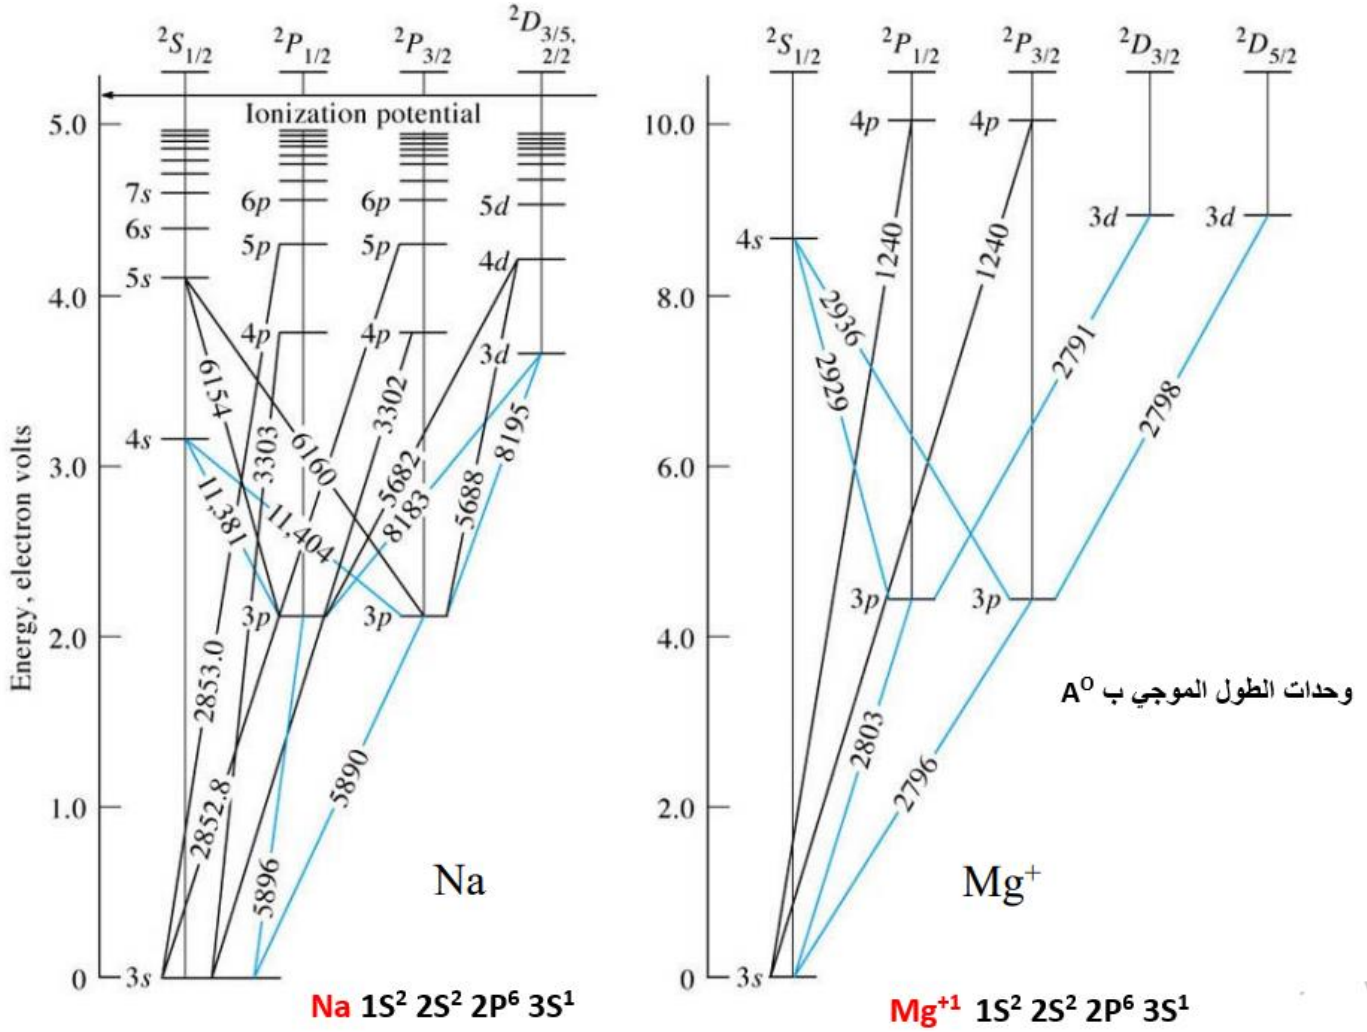 ²S₁/₂ ²P₁/₂ ²P₃/₂ ²D₃/₅, ₂/₂
Ionization potential
Energy, electron volts
5.0
4.0
3.0
2.0
1.0
0
7s
6s
5s
4s
3s
6p
5p
4p
3p
6p
5p
4p
3p
5d
4d
3d
6154
11,381
3303
6160
11,404
3302
5682
8183
5688
8195
2853.0
2852.8
5896
5890
Na
Na 1S² 2S² 2P⁶ 3S¹
²S₁/₂ ²P₁/₂ ²P₃/₂ ²D₃/₂ ²D₅/₂
10.0
8.0
6.0
4.0
2.0
0
4s
3s
4p
3p
4p
3p
3d
3d
1240
1240
2936
2929
2791
2798
2803
2796
وحدات الطول الموجي ب A⁰
Mg⁺
Mg⁺¹ 1S² 2S² 2P⁶ 3S¹